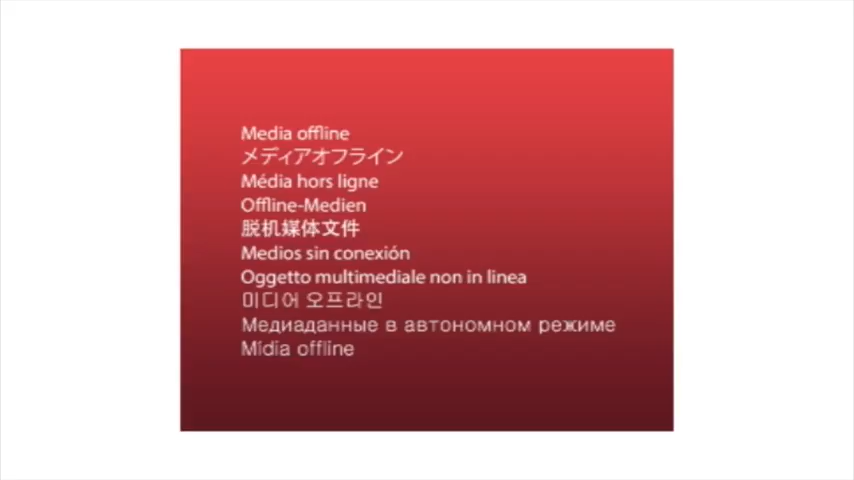 Media offline
メディアオフライン
Média hors ligne
Offline-Medien
脱机媒体文件
Medios sin conexión
Oggetto multimediale non in linea
미디어 오프라인
Медиаданные в автономном режиме
Mídia offline